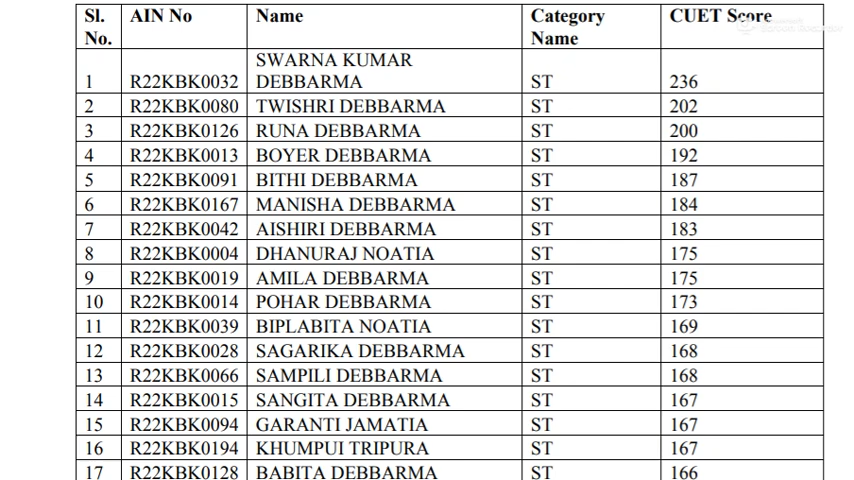 Sl. No. AIN No Name Category Name CUET Score
1 R22KBK0032 SWARNA KUMAR DEBBARMA ST 236
2 R22KBK0080 TWISHRI DEBBARMA ST 202
3 R22KBK0126 RUNA DEBBARMA ST 200
4 R22KBK0013 BOYER DEBBARMA ST 192
5 R22KBK0091 BITHI DEBBARMA ST 187
6 R22KBK0167 MANISHA DEBBARMA ST 184
7 R22KBK0042 AISHIRI DEBBARMA ST 183
8 R22KBK0004 DHANURAJ NOATIA ST 175
9 R22KBK0019 AMILA DEBBARMA ST 175
10 R22KBK0014 POHAR DEBBARMA ST 173
11 R22KBK0039 BIPLABITA NOATIA ST 169
12 R22KBK0028 SAGARIKA DEBBARMA ST 168
13 R22KBK0066 SAMPILI DEBBARMA ST 168
14 R22KBK0015 SANGITA DEBBARMA ST 167
15 R22KBK0094 GARANTI JAMATIA ST 167
16 R22KBK0194 KHUMPUI TRIPURA ST 167
17 R22KBK0128 BABITA DEBBARMA ST 166